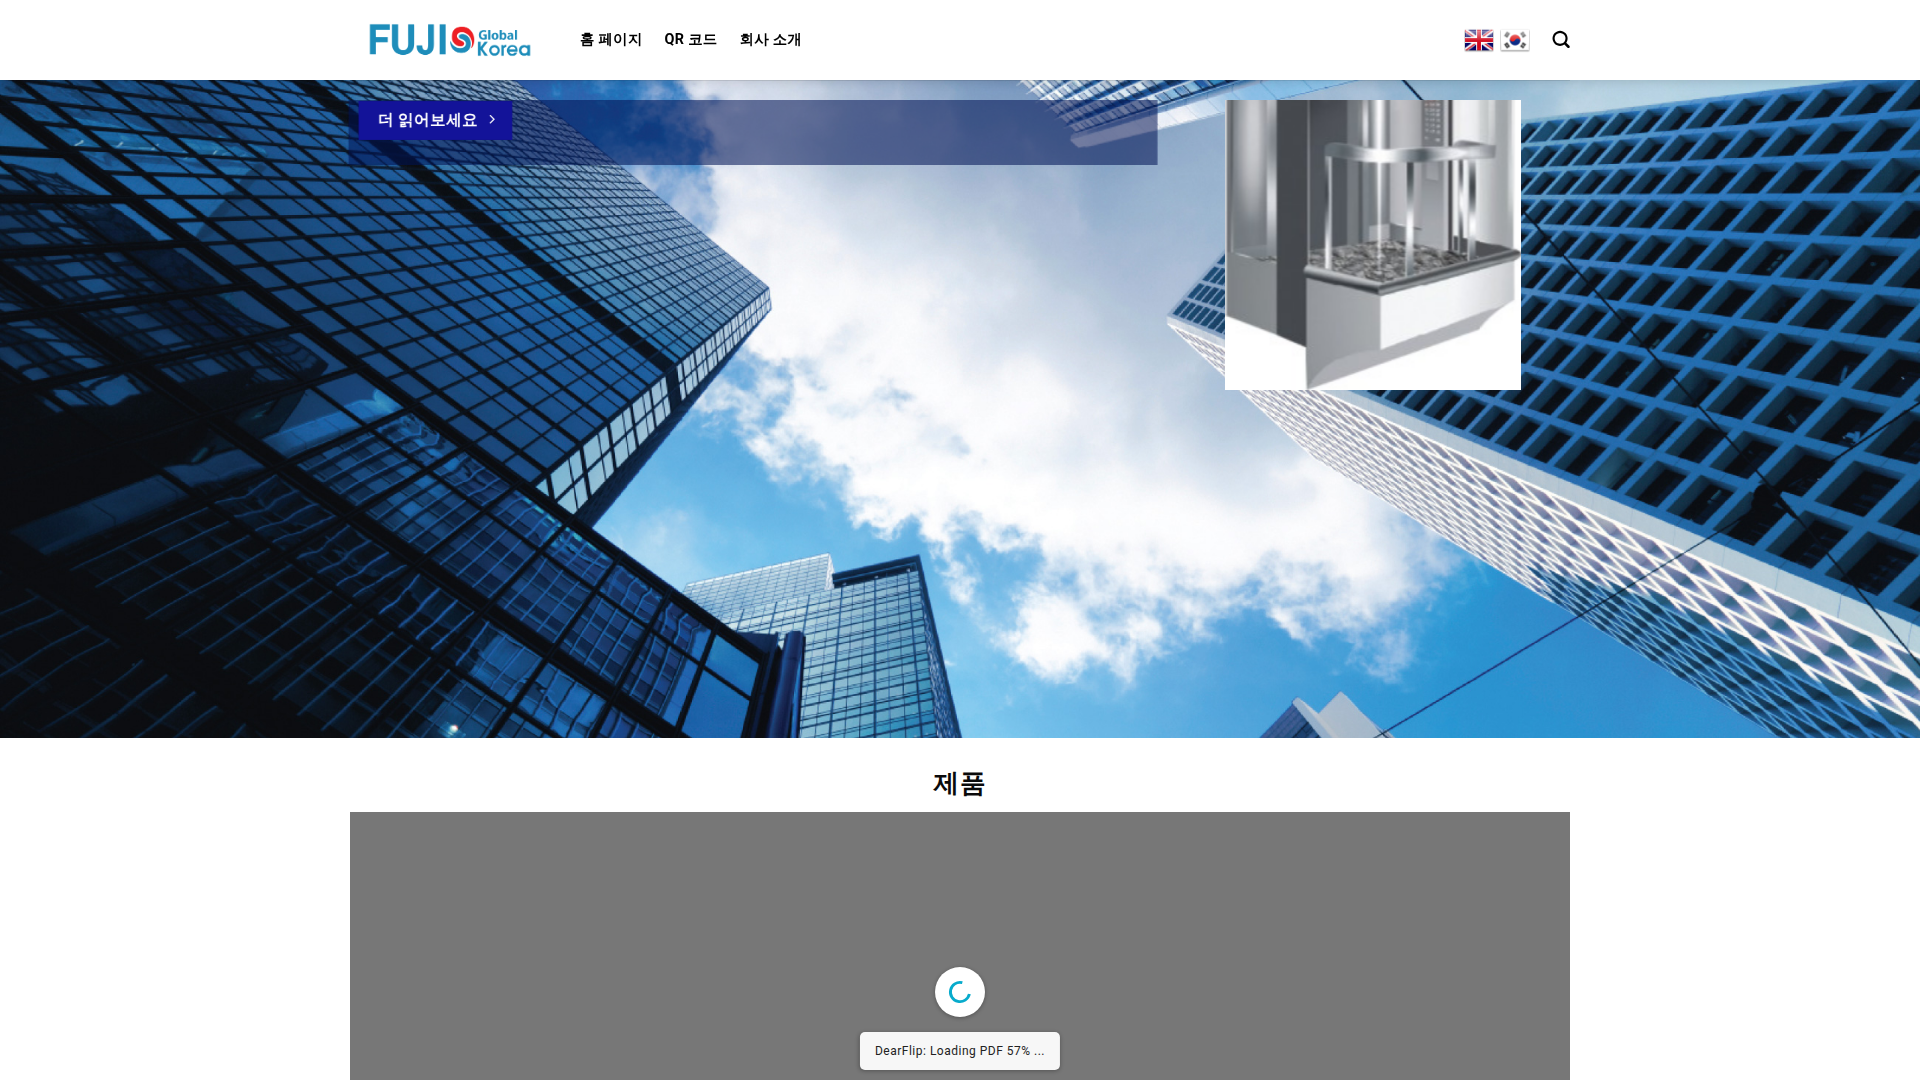 FUJI Global Korea
홈 페이지
QR 코드
회사 소개
더 읽어보세요
제품
DearFlip: Loading PDF 57% ...